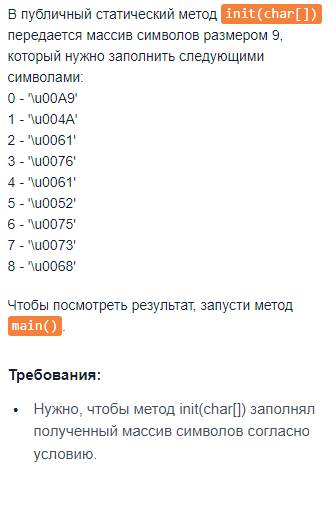 В публичный статический метод init(char[])
передается массив символов размером 9,
который нужно заполнить следующими
символами:
0 - '\u00A9'
1 - '\u004A'
2 - '\u0061'
3 - '\u0076'
4 - '\u0061'
5 - '\u0052'
6 - '\u0075'
7 - '\u0073'
8 - '\u0068'
Чтобы посмотреть результат, запусти метод
main().
Требования:
• Нужно, чтобы метод init(char[]) заполнял
полученный массив символов согласно
условию.